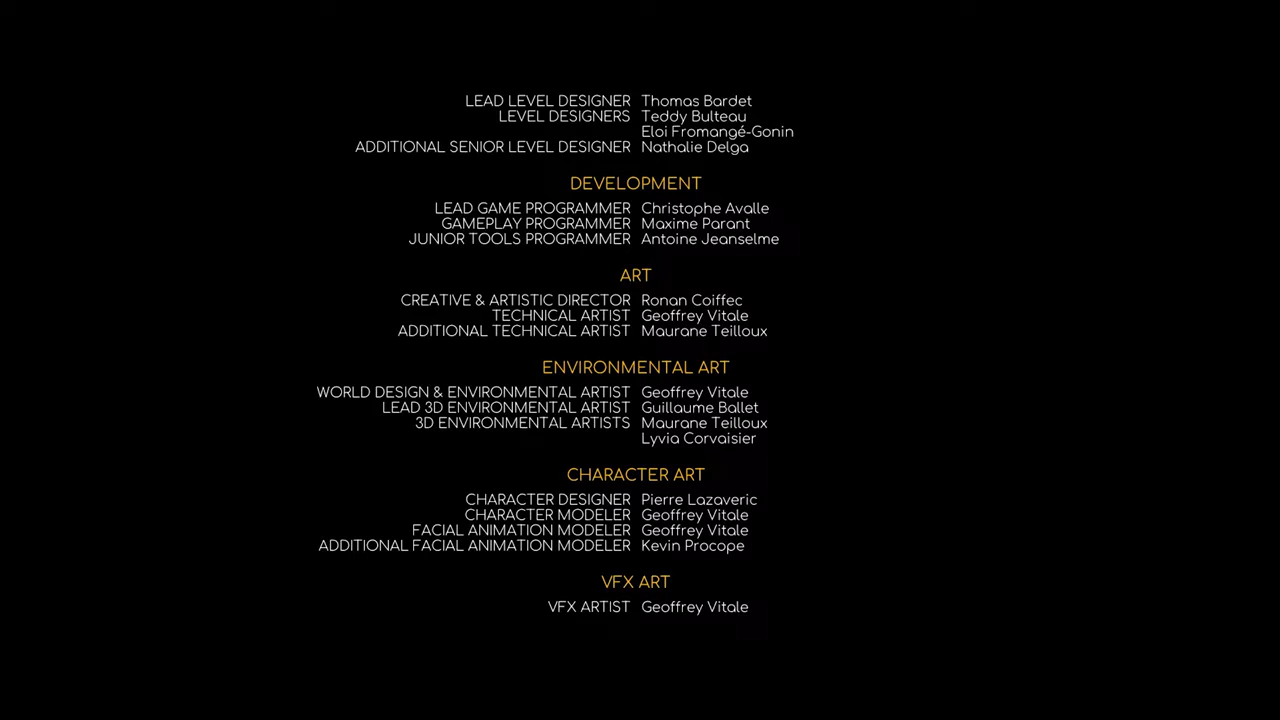 LEAD LEVEL DESIGNER Thomas Bardet
LEVEL DESIGNERS Teddy Bulteau
Eloi Fromangé-Gonin
ADDITIONAL SENIOR LEVEL DESIGNER Nathalie Delga
DEVELOPMENT
LEAD GAME PROGRAMMER Christophe Avalle
GAMEPLAY PROGRAMMER Maxime Parant
JUNIOR TOOLS PROGRAMMER Antoine Jeanselme
ART
CREATIVE & ARTISTIC DIRECTOR Ronan Coiffec
TECHNICAL ARTIST Geoffrey Vitale
ADDITIONAL TECHNICAL ARTIST Maurane Teilloux
ENVIRONMENTAL ART
WORLD DESIGN & ENVIRONMENTAL ARTIST Geoffrey Vitale
LEAD 3D ENVIRONMENTAL ARTIST Guillaume Ballet
3D ENVIRONMENTAL ARTISTS Maurane Teilloux
Lyvia Corvaisier
CHARACTER ART
CHARACTER DESIGNER Pierre Lazaveric
CHARACTER MODELER Geoffrey Vitale
FACIAL ANIMATION MODELER Geoffrey Vitale
ADDITIONAL FACIAL ANIMATION MODELER Kevin Procope
VFX ART
VFX ARTIST Geoffrey Vitale